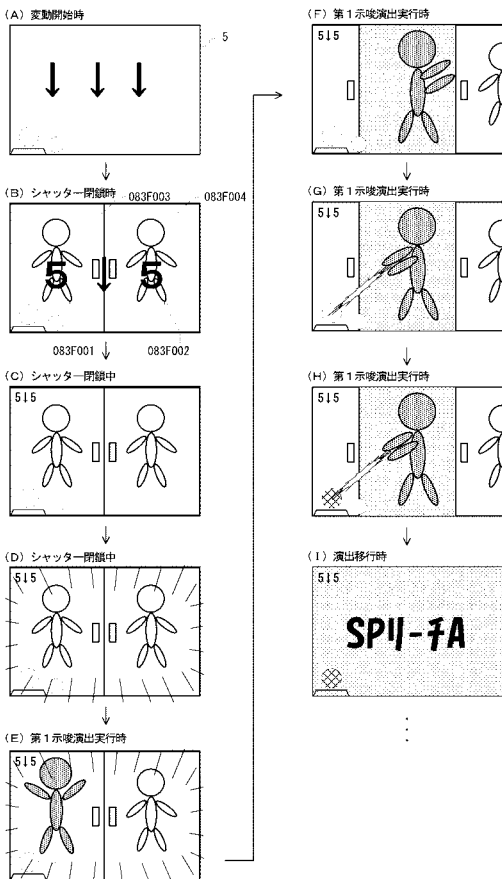 (A) 変動開始時
5
(B) シャッター閉鎖時
083F003
083F004
5↓5
083F001
083F002
(C) シャッター閉鎖中
5↓5
(D) シャッター閉鎖中
5↓5
(E) 第1示唆演出実行時
5↓5
(F) 第1示唆演出実行時
5↓5
(G) 第1示唆演出実行時
5↓5
(H) 第1示唆演出実行時
5↓5
(I) 演出移行時
5↓5
SPリーチA